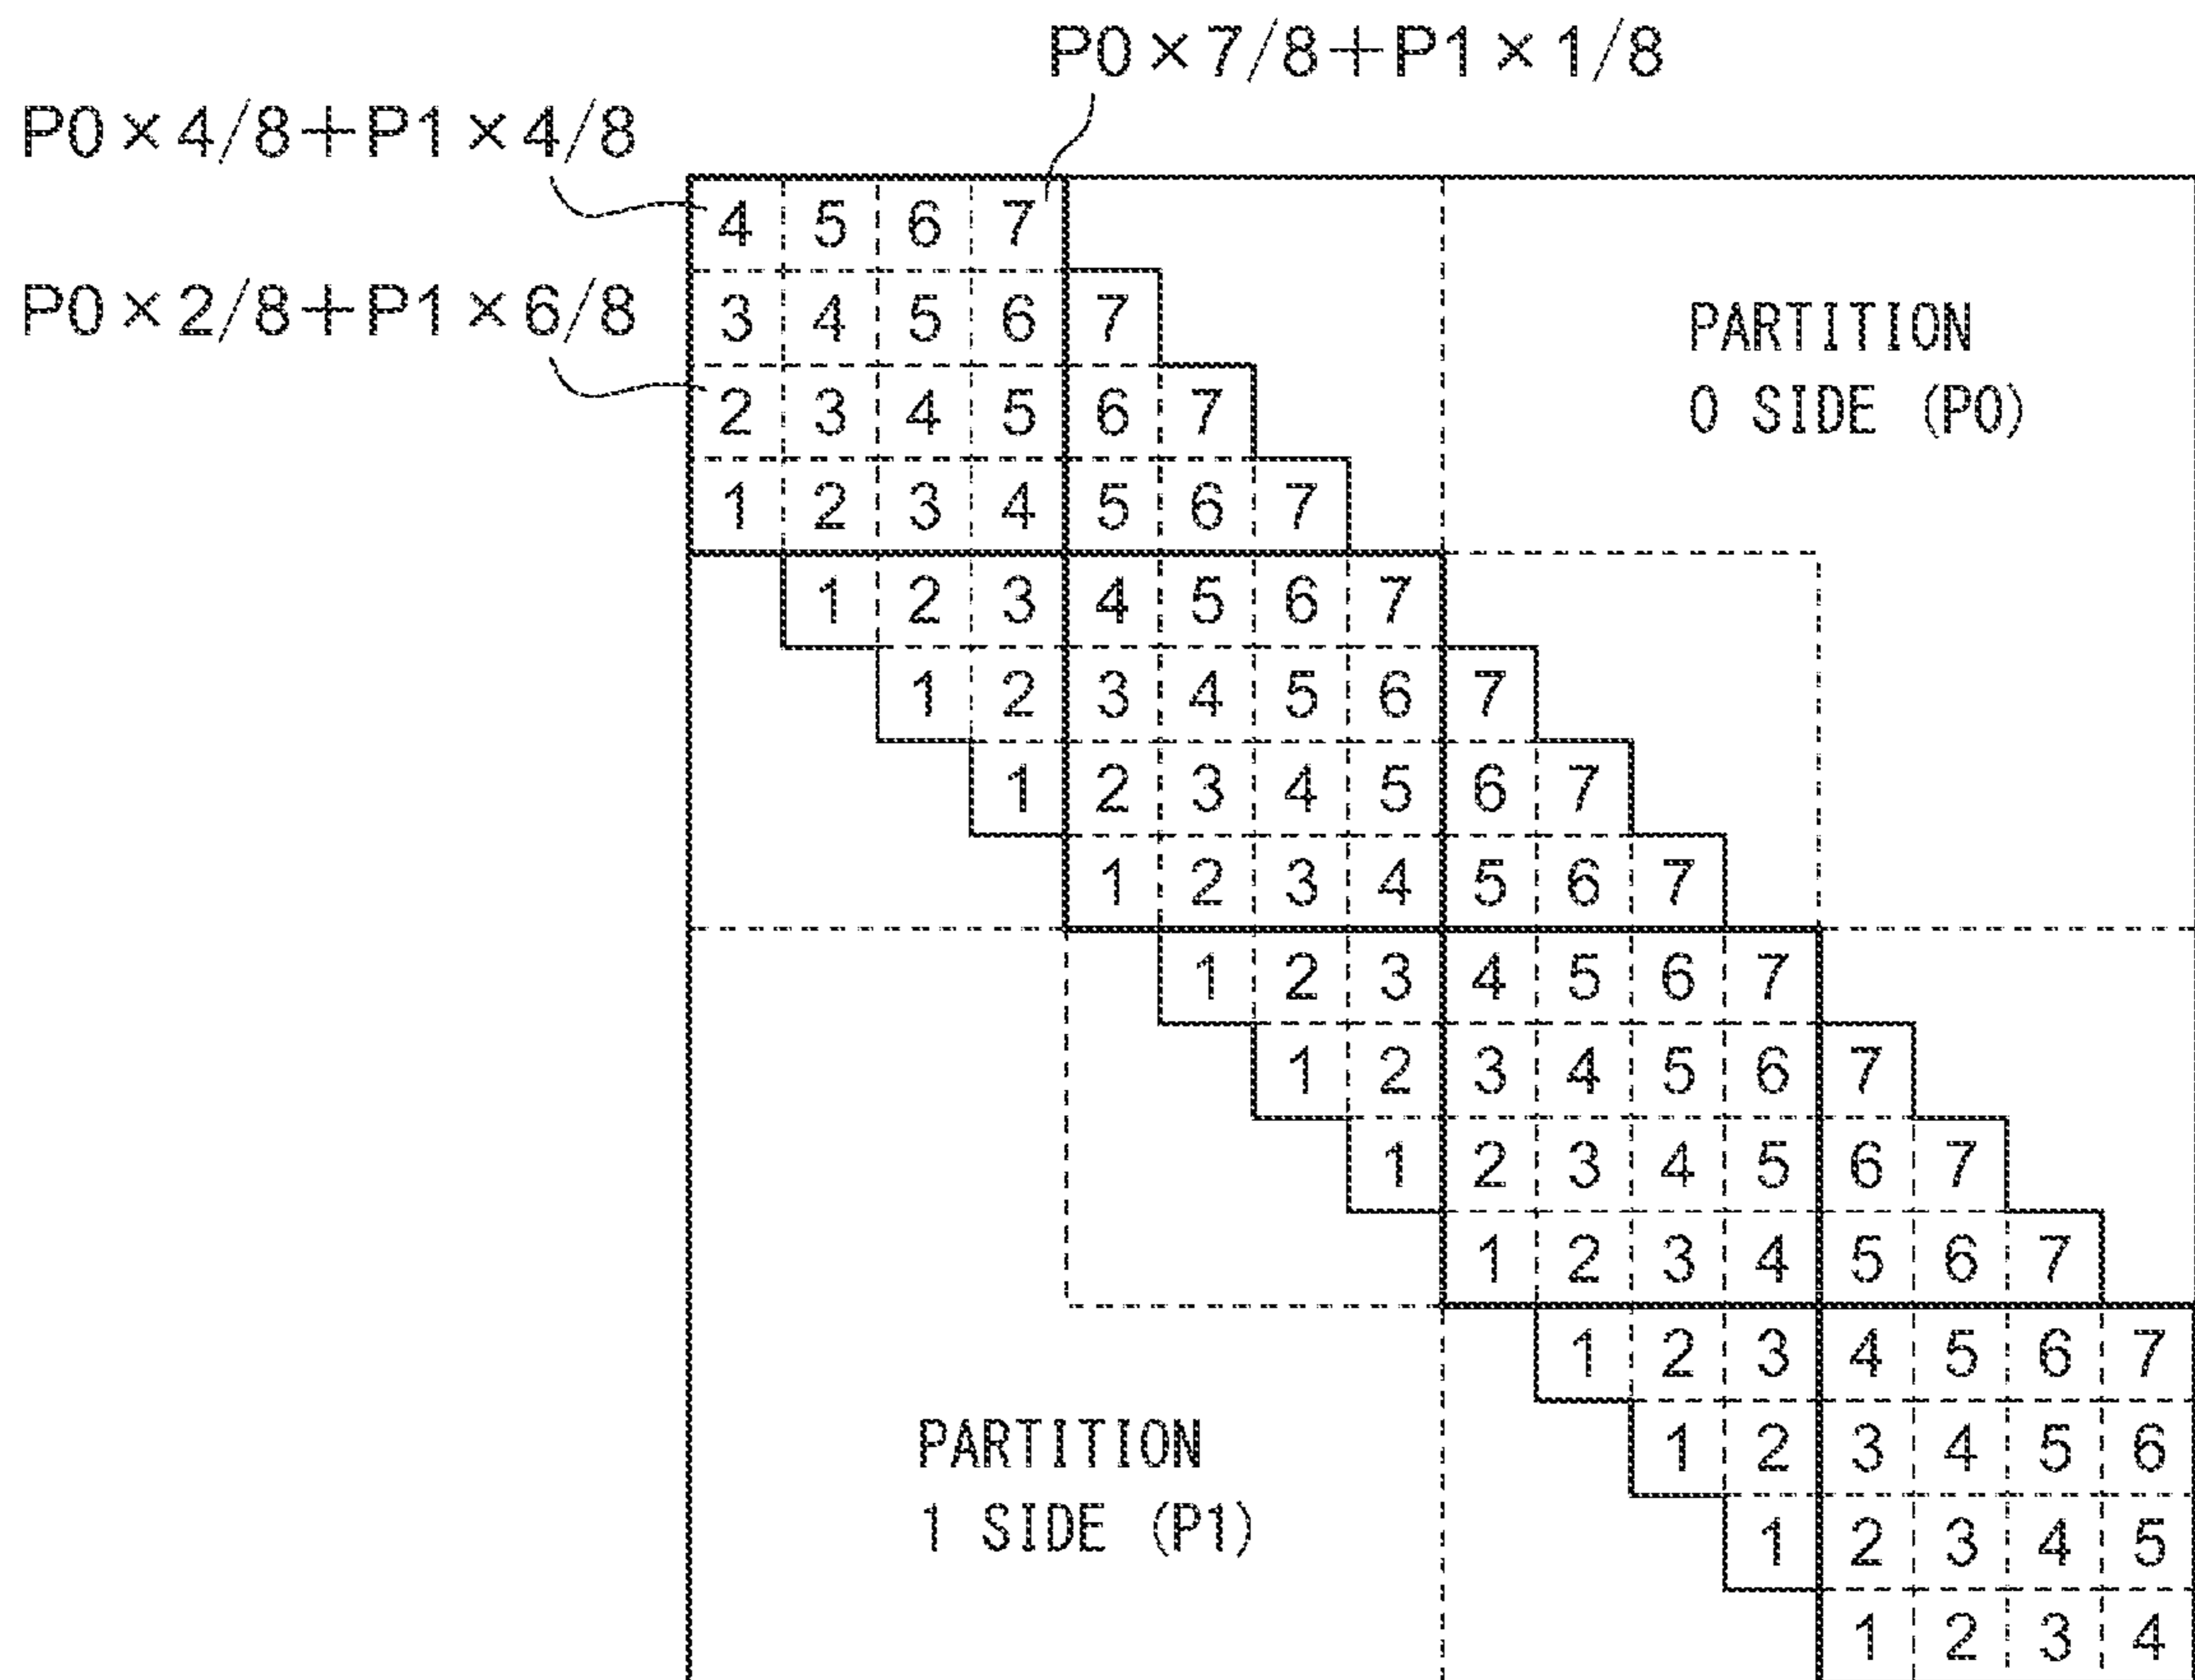 P0×7/8+P1×1/8
P0×4/8+P1×4/8
4 5 6 7
P0×2/8+P1×6/8
3 4 5 6 7
PARTITION
0 SIDE (P0)
2 3 4 5 6 7
1 2 3 4 5 6 7
1 2 3 4 5 6 7
1 2 3 4 5 6 7
1 2 3 4 5 6 7
1 2 3 4 5 6 7
1 2 3 4 5 6 7
1 2 3 4 5 6 7
1 2 3 4 5 6 7
1 2 3 4 5 6 7
1 2 3 4 5 6 7
1 2 3 4 5 6
PARTITION
1 SIDE (P1)
1 2 3 4 5
1 2 3 4